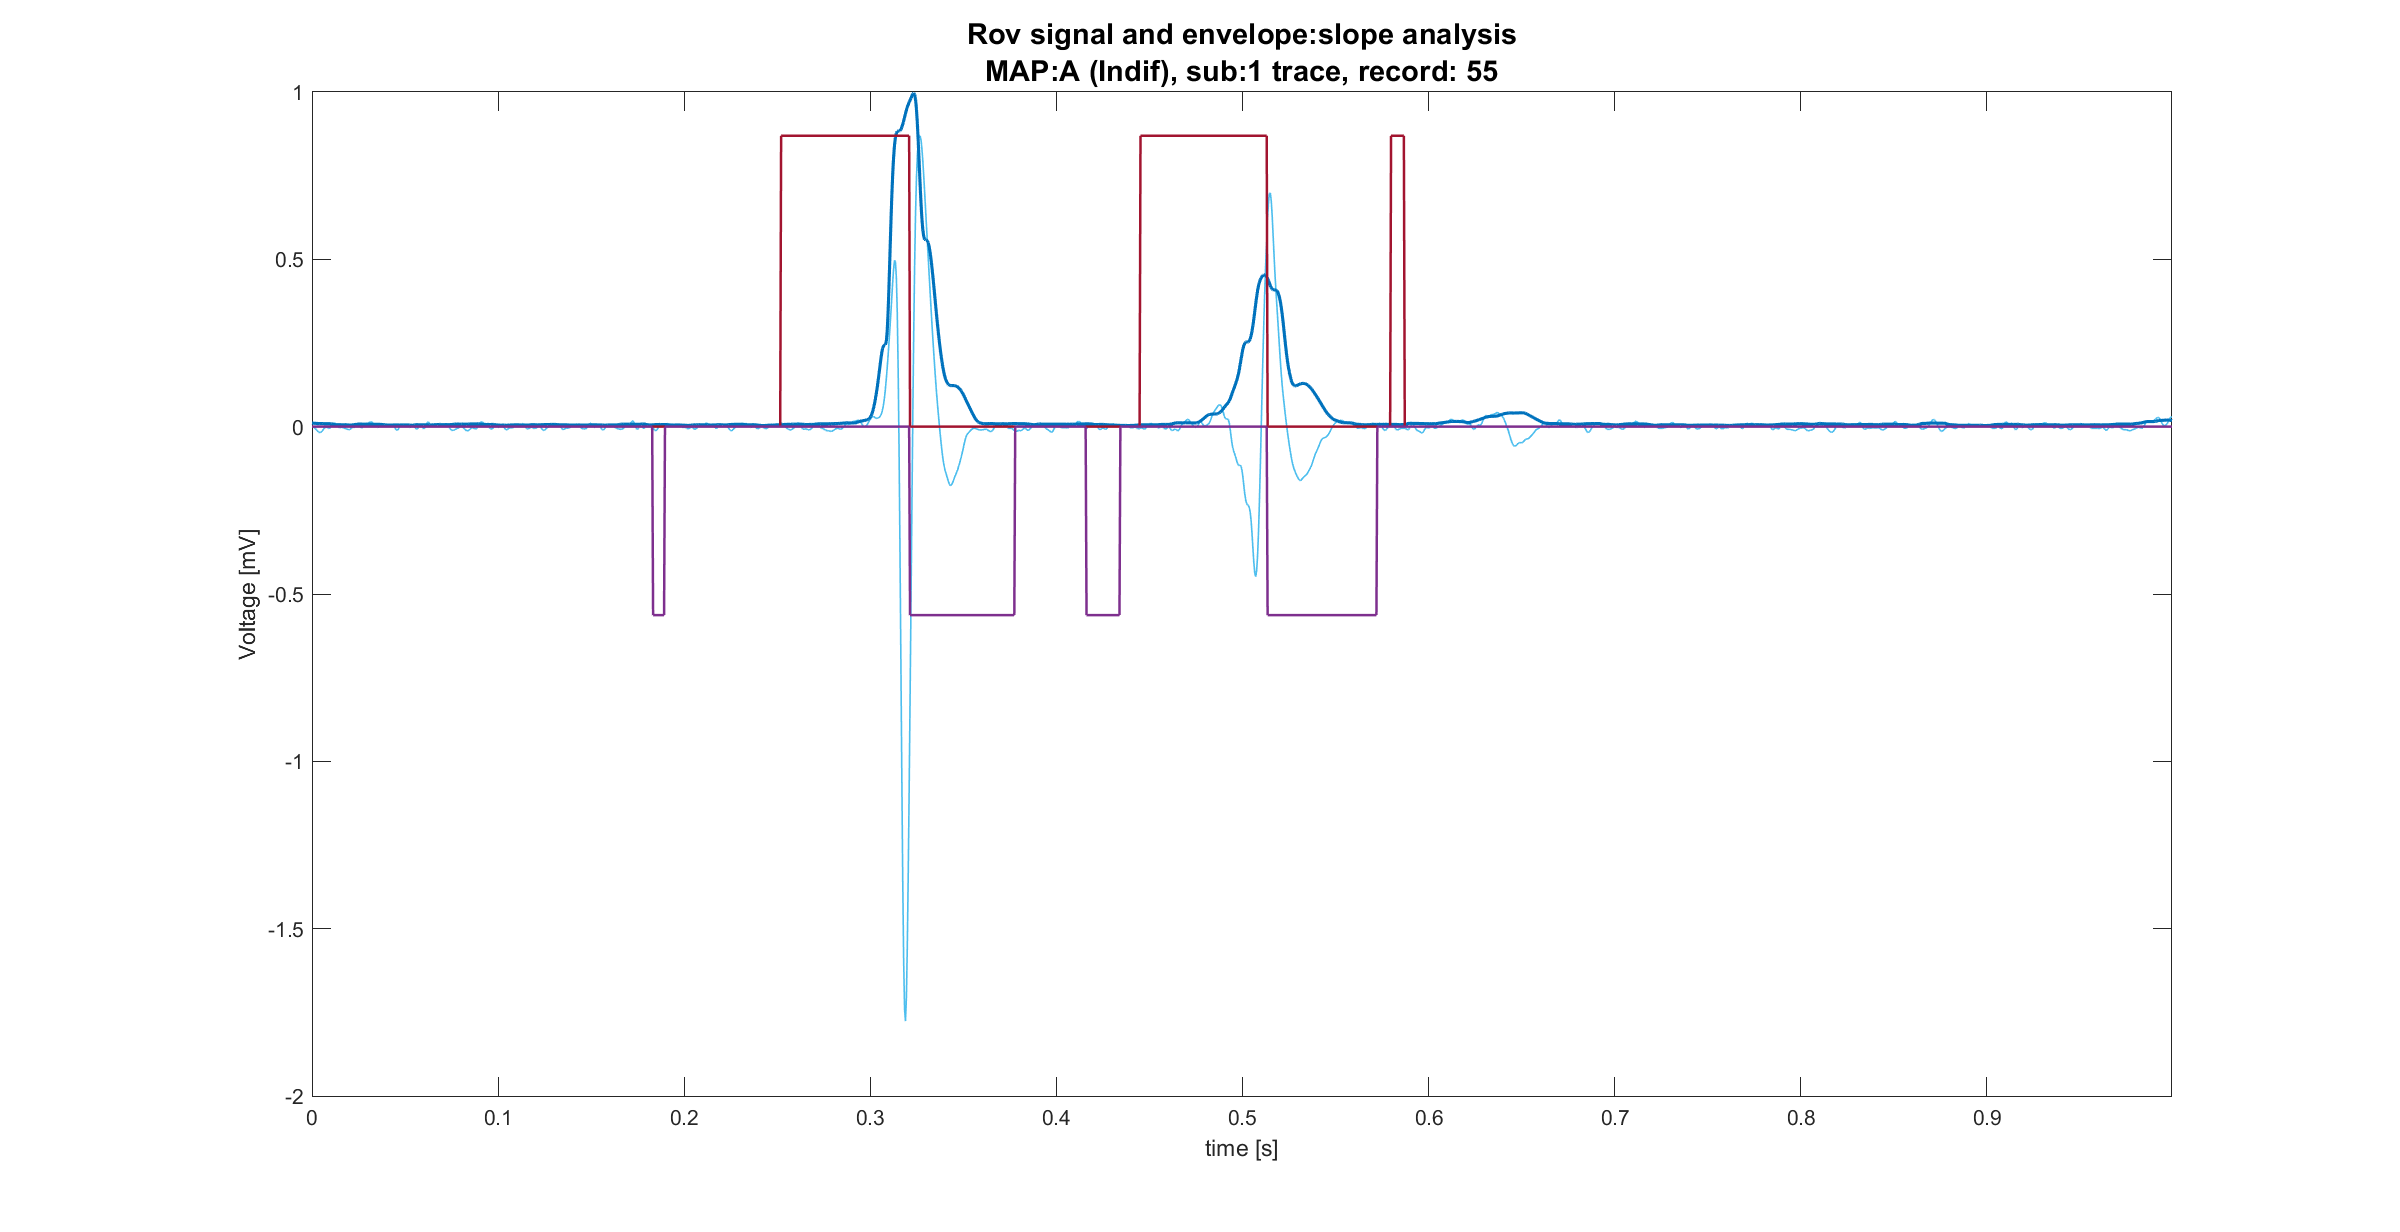 Rov signal and envelope:slope analysis
MAP:A (Indif), sub:1 trace, record: 55
1
0.5
0
-0.5
-1
-1.5
-2
Voltage [mV]
0 0.1 0.2 0.3 0.4 0.5 0.6 0.7 0.8 0.9
time [s]